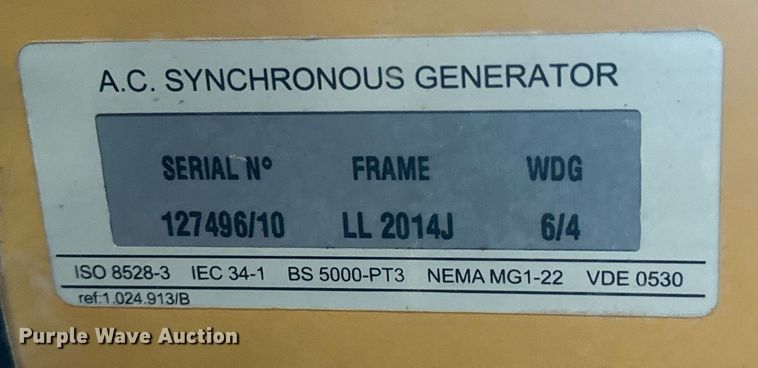 A.C. SYNCHRONOUS GENERATOR
SERIAL Nº FRAME WDG
127496/10 LL 2014J 6/4
ISO 8528-3 IEC 34-1 BS 5000-PT3 NEMA MG1-22 VDE 0530
ref:1.024.913/B
Purple Wave Auction